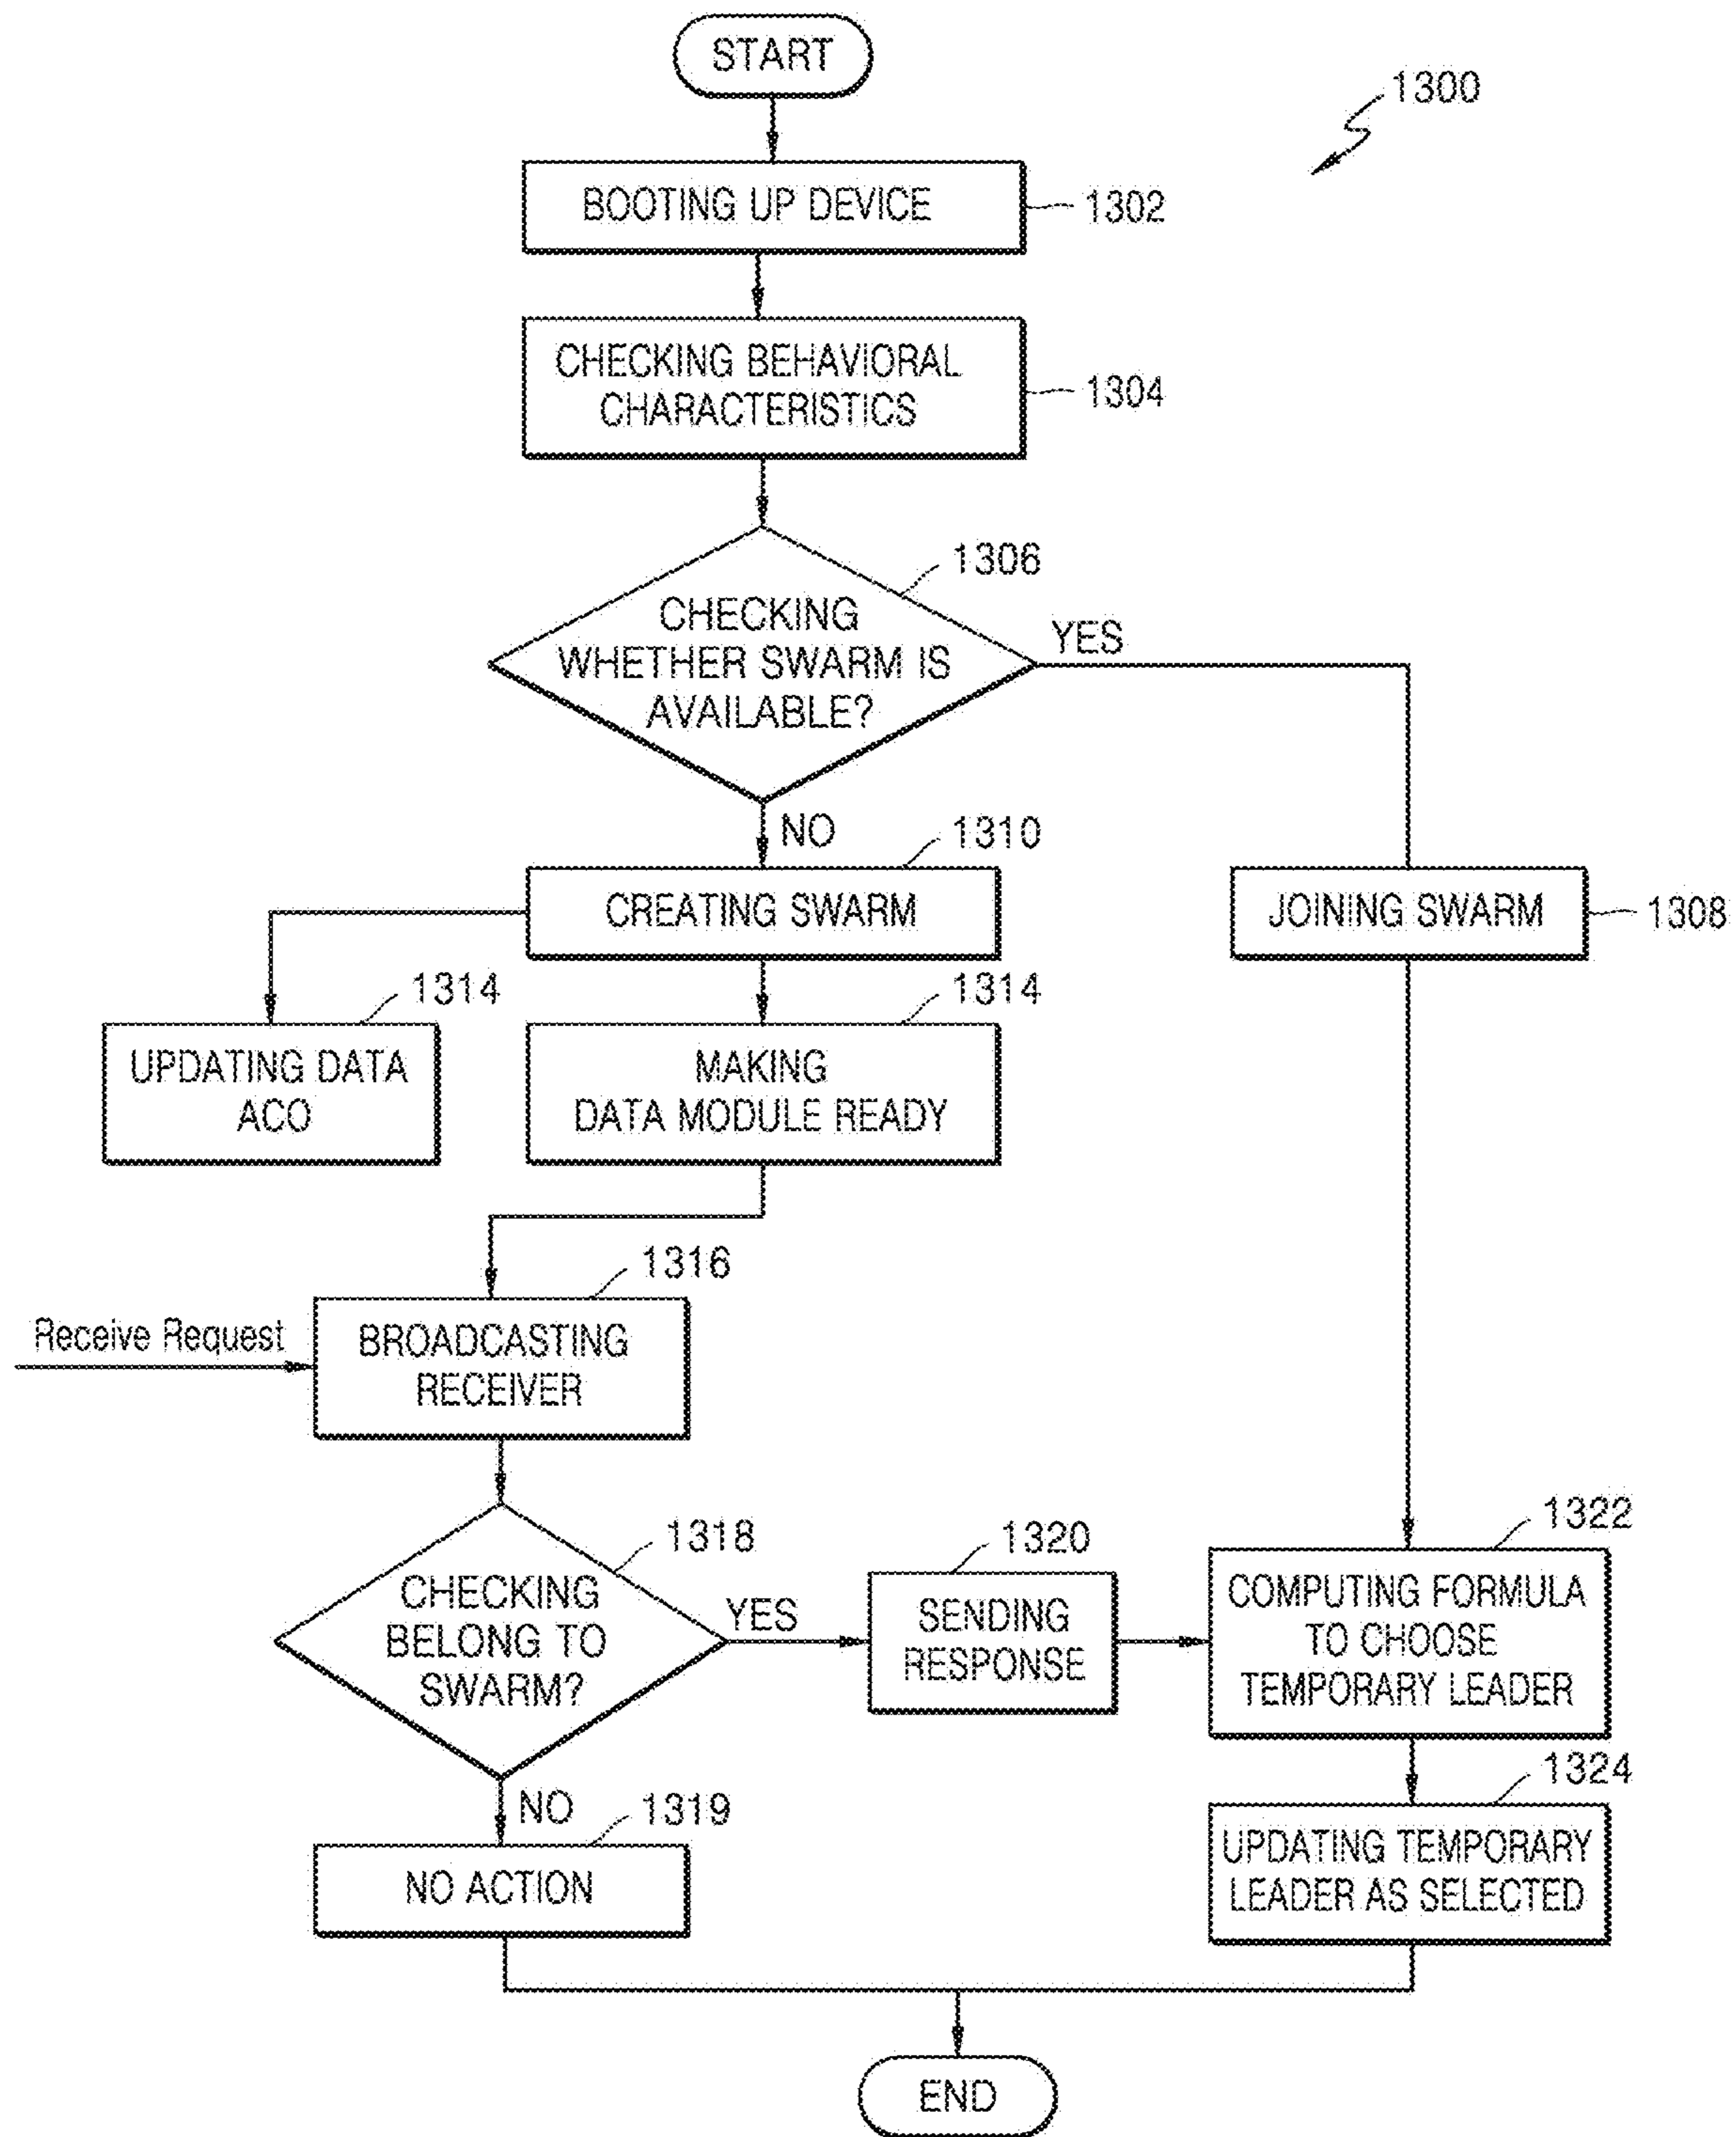 START
1300
BOOTING UP DEVICE
1302
CHECKING BEHAVIORAL
CHARACTERISTICS
1304
1306
CHECKING
WHETHER SWARM IS
AVAILABLE?
YES
NO
1310
CREATING SWARM
JOINING SWARM
1308
1314
UPDATING DATA
ACO
1314
MAKING
DATA MODULE READY
1316
Receive Request
BROADCASTING
RECEIVER
1318
CHECKING
BELONG TO
SWARM?
YES
1320
SENDING
RESPONSE
1322
COMPUTING FORMULA
TO CHOOSE
TEMPORARY LEADER
NO
1319
NO ACTION
1324
UPDATING TEMPORARY
LEADER AS SELECTED
END